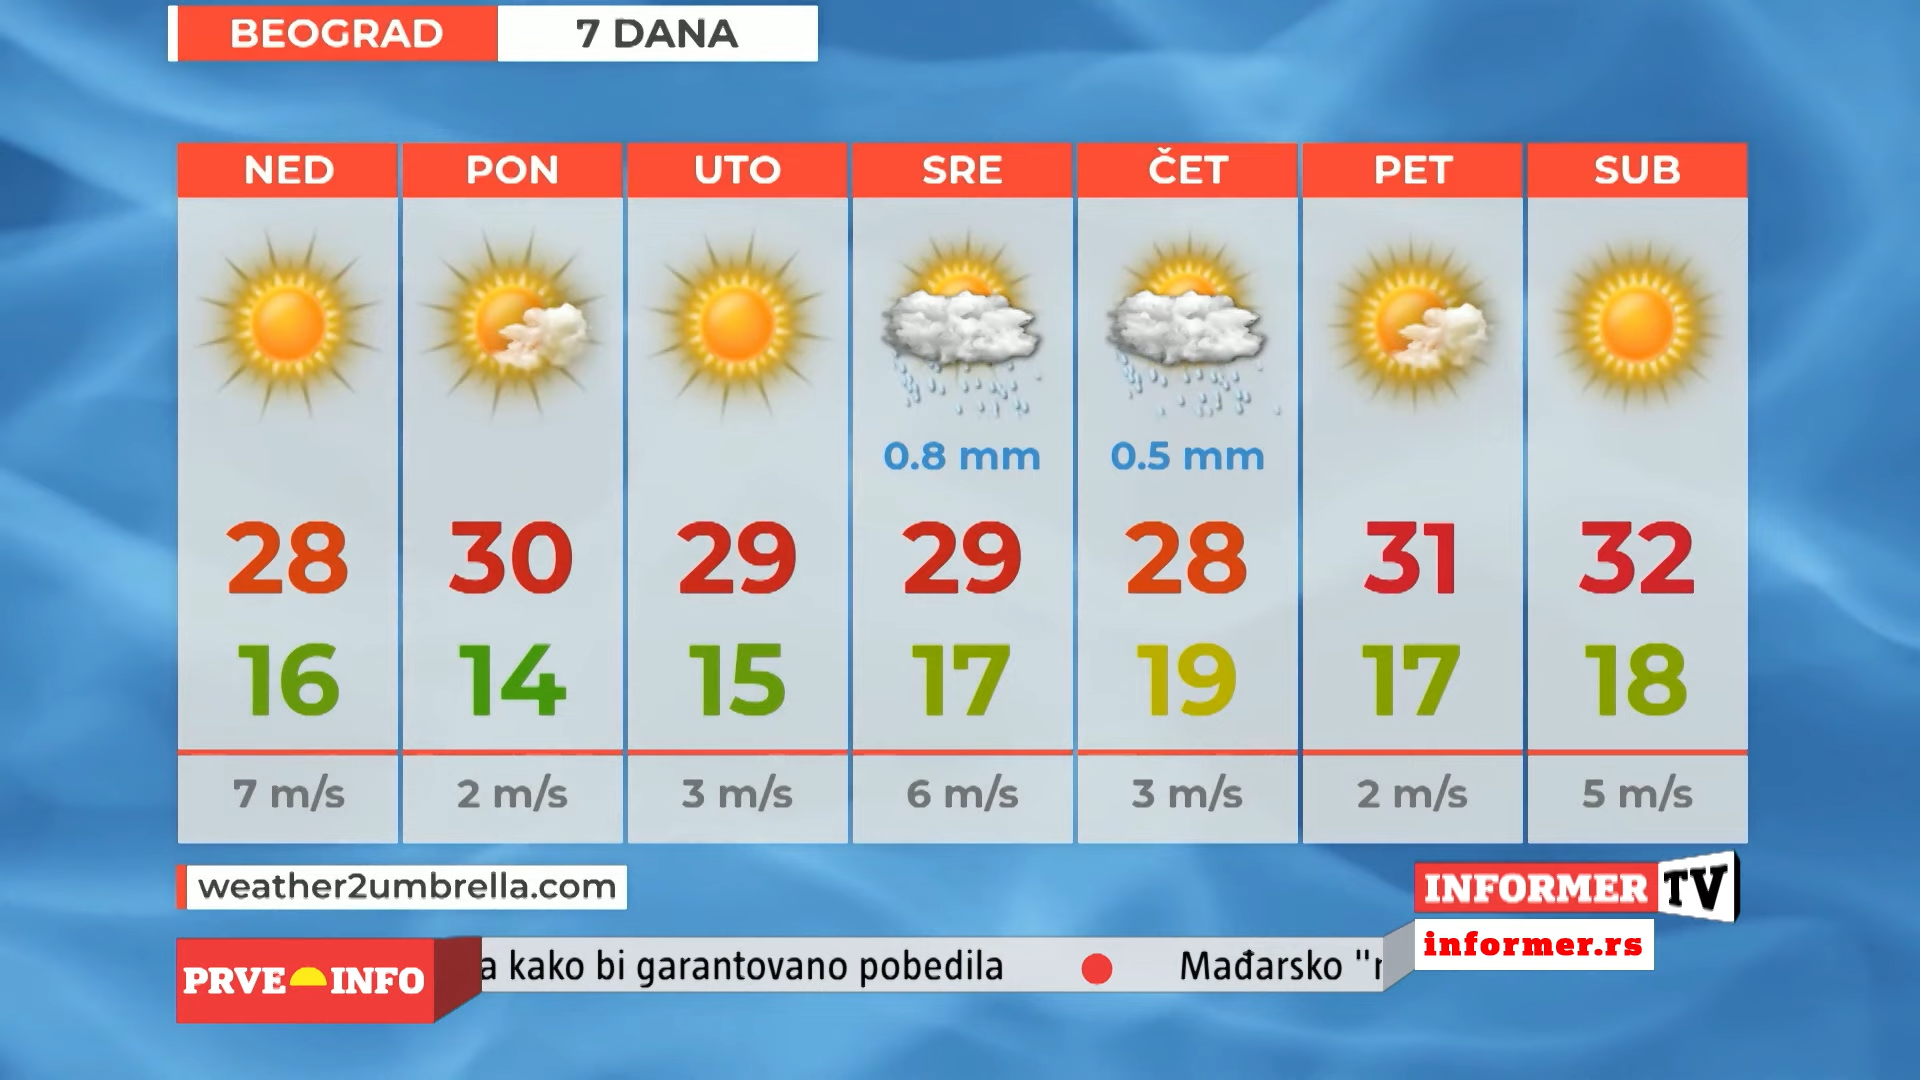 BEOGRAD 7 DANA
NED PON UTO SRE ČET PET SUB
0.8 mm 0.5 mm
28 30 29 29 28 31 32
16 14 15 17 19 17 18
7 m/s 2 m/s 3 m/s 6 m/s 3 m/s 2 m/s 5 m/s
weather2umbrella.com
INFORMER TV
informer.rs
PRVE INFO
a kako bi garantovano pobedila Mađarsko "